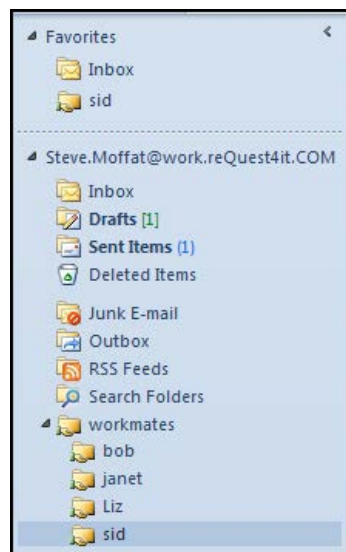 Favorites
Inbox
sid
Steve.Moffat@work.reQuest4it.COM
Inbox
Drafts [1]
Sent Items (1)
Deleted Items
Junk E-mail
Outbox
RSS Feeds
Search Folders
workmates
bob
janet
Liz
sid